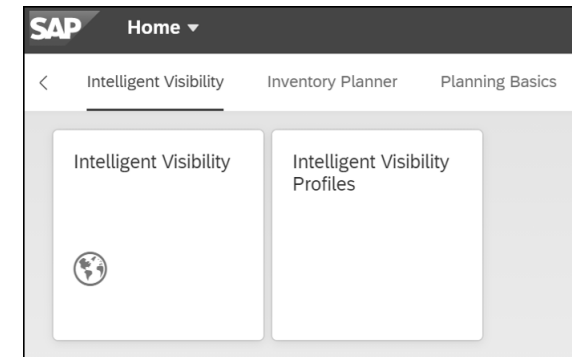 SAP Home
Intelligent Visibility Inventory Planner Planning Basics
Intelligent Visibility
Intelligent Visibility
Profiles